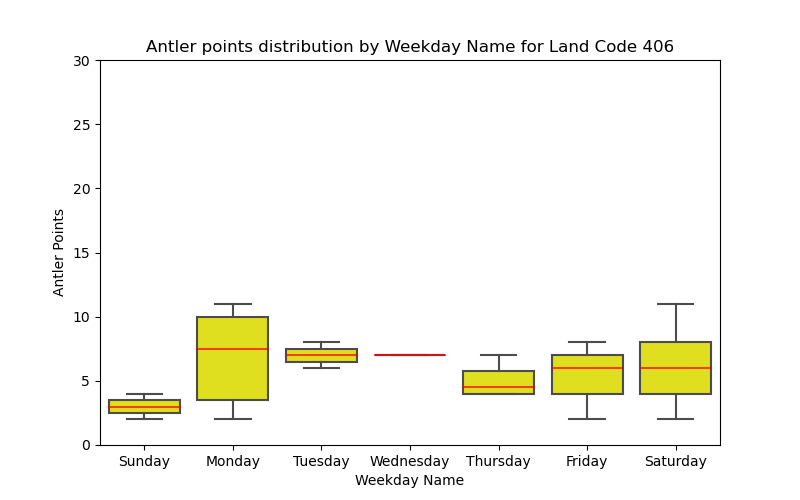 Antler points distribution by Weekday Name for Land Code 406
30
25
20
15
10
5
0
Antler Points
Sunday Monday Tuesday Wednesday Thursday Friday Saturday
Weekday Name